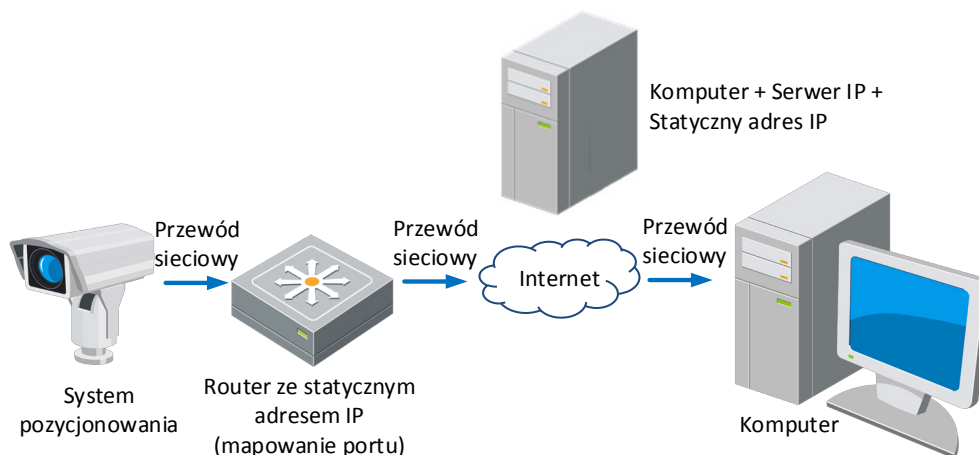 Komputer + Serwer IP +
Statyczny adres IP
Przewód
sieciowy
Przewód
sieciowy
Przewód
sieciowy
Internet
System
pozycjonowania
Router ze statycznym
adresem IP
(mapowanie portu)
Komputer